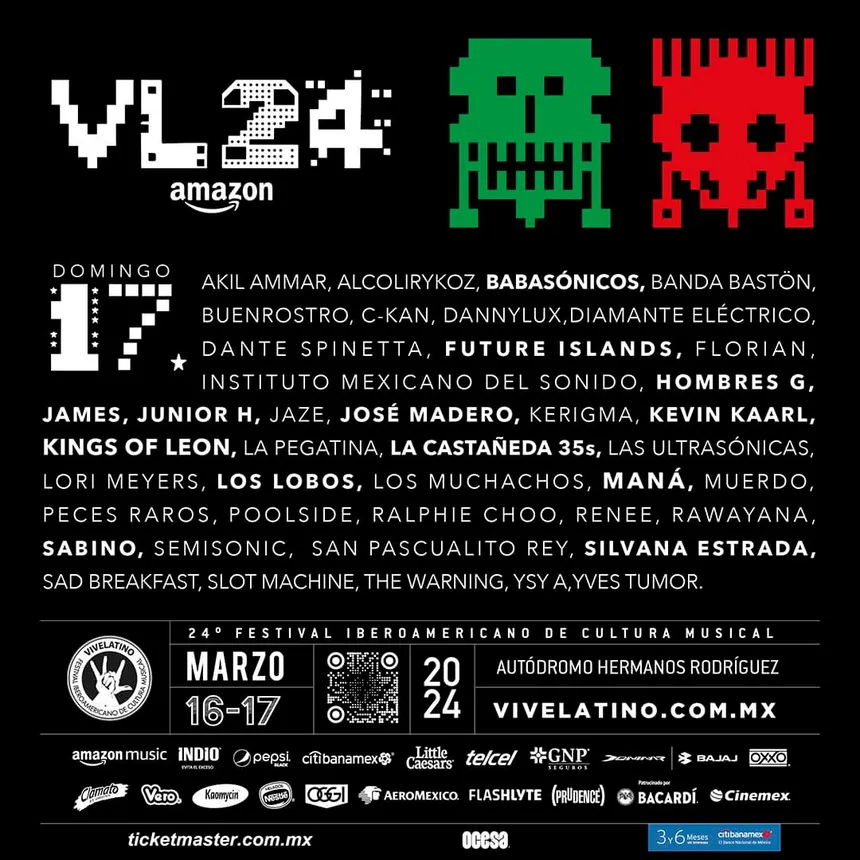 VL24
amazon
DOMINGO
17.
AKIL AMMAR, ALCOLIRYKOZ, BABASÓNICOS, BANDA BASTÖN,
BUENROSTRO, C-KAN, DANNYLUX,DIAMANTE ELÉCTRICO,
DANTE SPINETTA, FUTURE ISLANDS, FLORIAN,
INSTITUTO MEXICANO DEL SONIDO, HOMBRES G,
JAMES, JUNIOR H, JAZE, JOSÉ MADERO, KERIGMA, KEVIN KAARL,
KINGS OF LEON, LA PEGATINA, LA CASTAÑEDA 35s, LAS ULTRASÓNICAS,
LORI MEYERS, LOS LOBOS, LOS MUCHACHOS, MANÁ, MUERDO,
PECES RAROS, POOLSIDE, RALPHIE CHOO, RENEE, RAWAYANA,
SABINO, SEMISONIC, SAN PASCUALITO REY, SILVANA ESTRADA,
SAD BREAKFAST, SLOT MACHINE, THE WARNING, YSY A,YVES TUMOR.
24º FESTIVAL IBEROAMERICANO DE CULTURA MUSICAL
VIVELATINO
FESTIVAL IBEROAMERICANO DE CULTURA MUSICAL
MARZO
16-17
20
24
AUTÓDROMO HERMANOS RODRÍGUEZ
VIVELATINO.COM.MX
amazon music INDIO pepsi BLACK citibanamex Little Caesars telcel GNP SEGUROS DOMINAR BAJAJ OXXO
EVITA EL EXCESO
Clamato Vero Kaomycin Nestlé OGGI AEROMEXICO. FLASHLYTE (PRUDENCE) Patrocinado por BACARDÍ. Cinemex
ticketmaster.com.mx ocesa 3 y 6 Meses citibanamex
El Banco Nacional de México